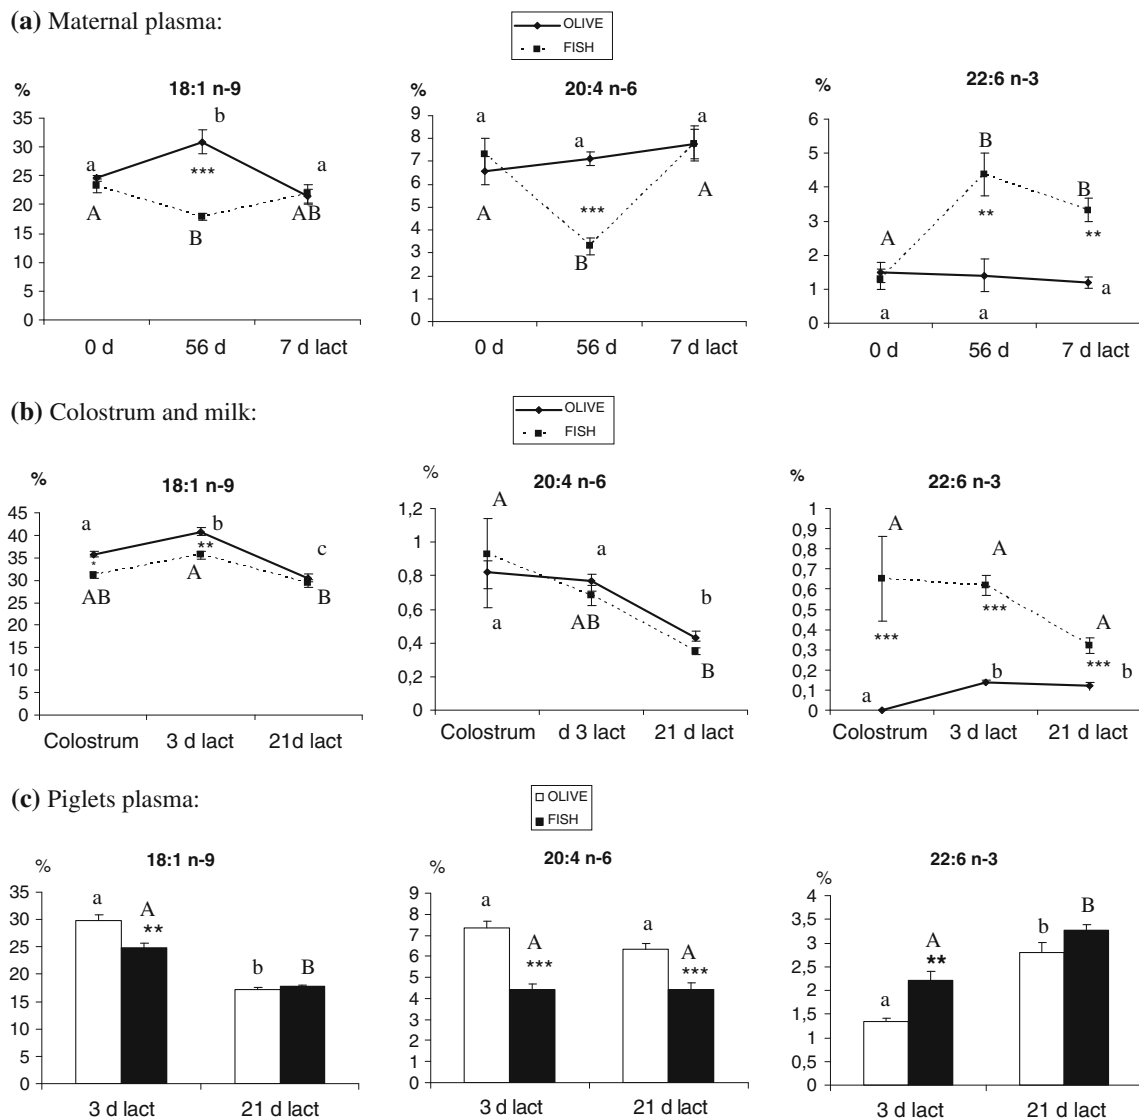 (a) Maternal plasma:
OLIVE
FISH
18:1 n-9
%
35
30
25
20
15
10
5
0
a
b
a
***
A
B
AB
0 d
56 d
7 d lact
20:4 n-6
%
9
8
7
6
5
4
3
2
1
0
a
a
a
***
A
B
A
0 d
56 d
7 d lact
22:6 n-3
%
6
5
4
3
2
1
0
B
B
**
**
A
a
a
a
0 d
56 d
7 d lact
(b) Colostrum and milk:
OLIVE
FISH
18:1 n-9
%
45
40
35
30
25
20
15
10
5
0
a
b
c
*
**
AB
A
B
Colostrum
3 d lact
21d lact
20:4 n-6
%
1,2
1
0,8
0,6
0,4
0,2
0
A
a
b
a
AB
B
Colostrum
d 3 lact
21 d lact
22:6 n-3
%
1
0,9
0,8
0,7
0,6
0,5
0,4
0,3
0,2
0,1
0
A
A
A
***
***
***
a
b
b
Colostrum
3 d lact
21 d lact
(c) Piglets plasma:
OLIVE
FISH
18:1 n-9
%
35
30
25
20
15
10
5
0
a
A
**
b
B
3 d lact
21 d lact
20:4 n-6
%
9
8
7
6
5
4
3
2
1
0
a
A
***
a
A
***
3 d lact
21 d lact
22:6 n-3
%
4
3,5
3
2,5
2
1,5
1
0,5
0
a
A
**
b
B
3 d lact
21 d lact